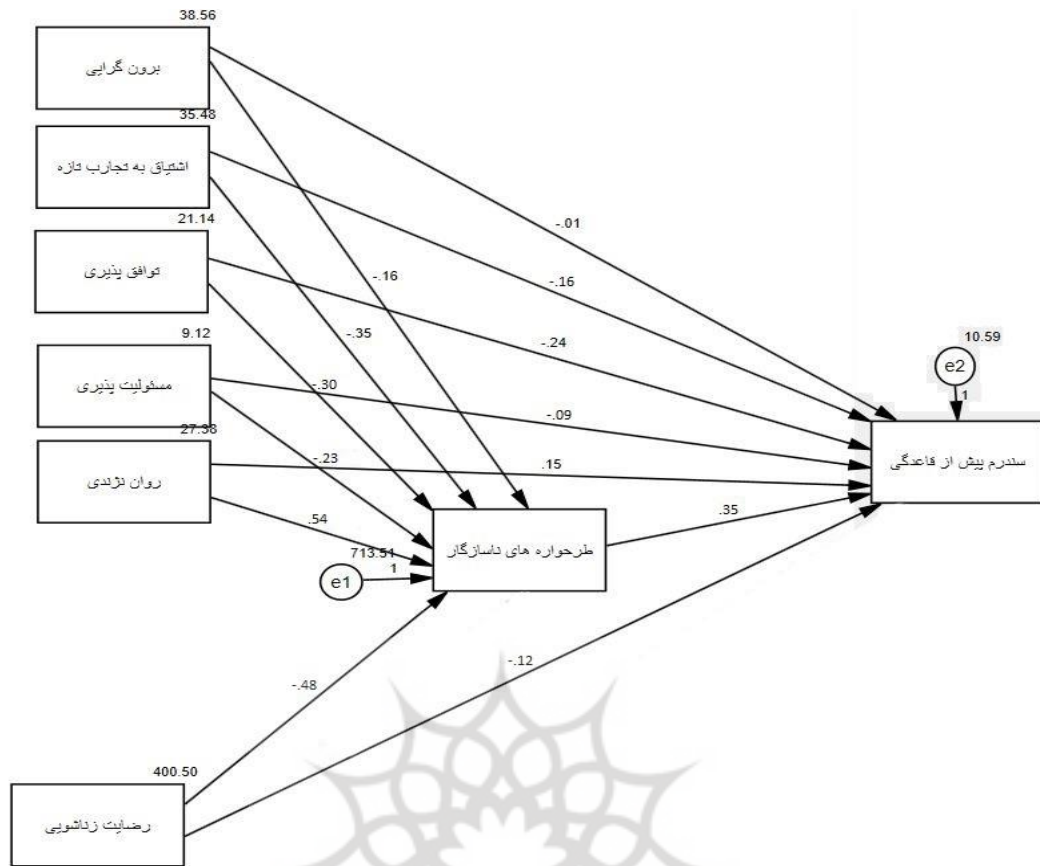 38.56
برون گرایی
35.48
اشتیاق به تجارب تازه
21.14
توافق پذیری
9.12
مسئولیت پذیری
27.38
روان نژندی
-.01
-.16
-.16
-.35
-.24
-.30
-.09
-.23
.15
.54
.35
10.59
e2
1
سندرم پیش از قاعدگی
طرحواره های ناسازگار
713.51
1
e1
-.12
-.48
400.50
رضایت زناشویی